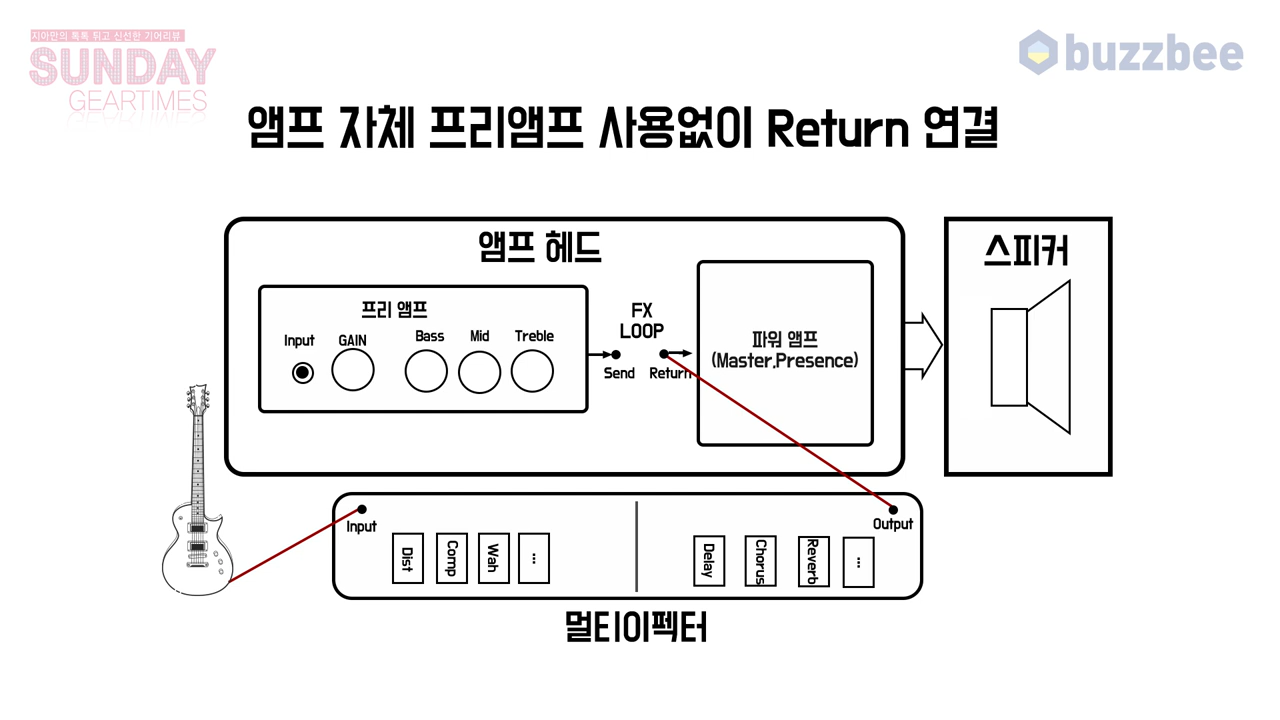 지아만의 톡톡 튀고 신선한 기어리뷰
SUNDAY
GEARTIMES
buzzbee
앰프 자체 프리앰프 사용없이 Return 연결
앰프 헤드
스피커
프리 앰프
Input
GAIN
Bass
Mid
Treble
FX
LOOP
Send
Return
파워 앰프
(Master,Presence)
Input
Output
Dist
Comp
Wah
...
Delay
Chorus
Reverb
...
멀티이펙터